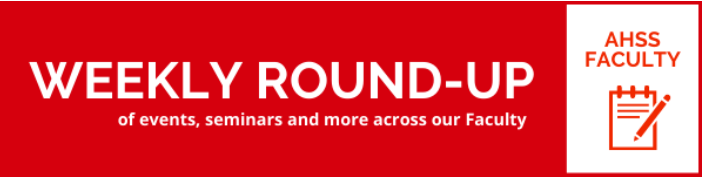 WEEKLY ROUND-UP
of events, seminars and more across our Faculty
AHSS
FACULTY